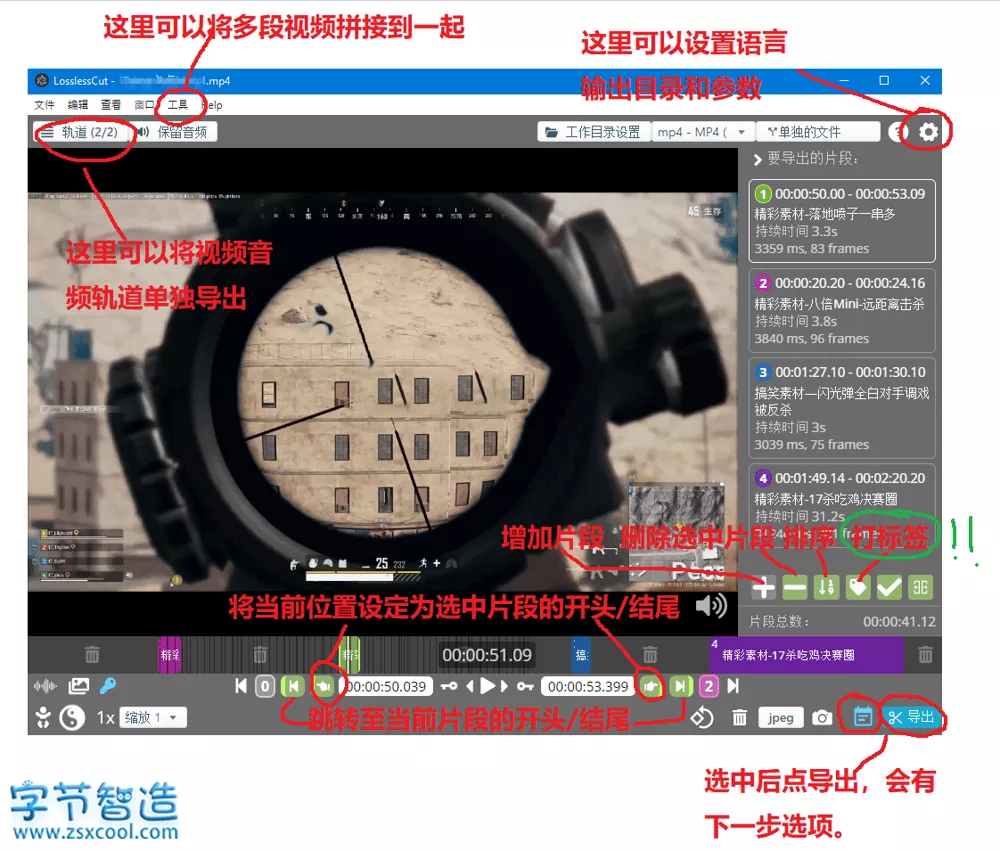 这里可以将多段视频拼接到一起
这里可以设置语言
输出目录和参数
LosslessCut -
.mp4
文件 编辑 查看 窗口 工具 Help
轨道 (2/2) 保留音频 工作目录设置 mp4 - MP4 ( 单独的文件 ?
要导出的片段:
1 00:00:50.00 - 00:00:53.09
精彩素材-落地喷子一串多
持续时间 3.3s
3359 ms, 83 frames
2 00:00:20.20 - 00:00:24.16
精彩素材-八倍Mini-远距离击杀
持续时间 3.8s
3840 ms, 96 frames
3 00:01:27.10 - 00:01:30.10
搞笑素材—闪光弹全白对手调戏
被反杀
持续时间 3s
3039 ms, 75 frames
4 00:01:49.14 - 00:02:20.20
精彩素材-17杀吃鸡决赛圈
持续时间 31.2s
45 生存
这里可以将视频音
频轨道单独导出
25 232
增加片段 删除选中片段 排序 打标签 !!
将当前位置设定为选中片段的开头/结尾
片段总数: 00:00:41.12
精彩 精彩 00:00:51.09 搞: 4 精彩素材-17杀吃鸡决赛圈
0 00:00:50.039 00:00:53.399 2
跳转至当前片段的开头/结尾
1x 缩放 1 jpeg 导出
选中后点导出，会有
下一步选项。
字节智造
www.zsxcool.com